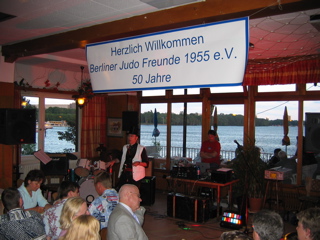 Herzlich Willkommen
Berliner Judo Freunde 1955 e.V.
50 Jahre